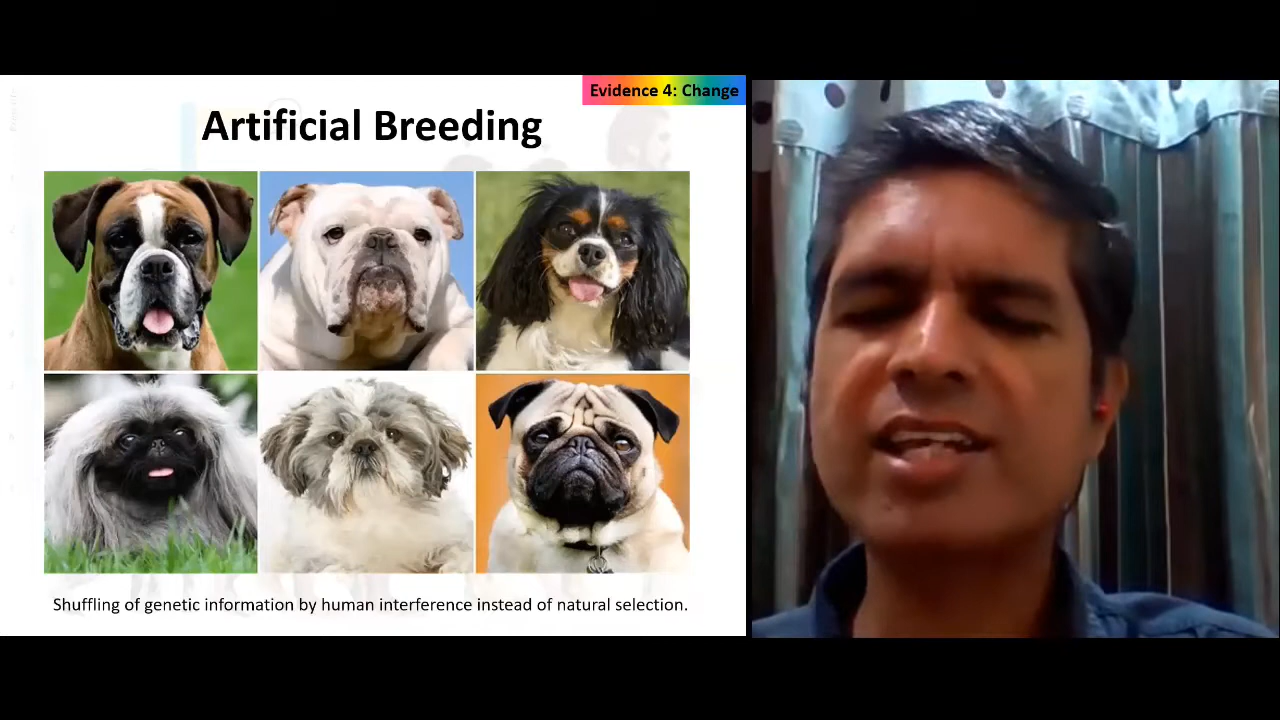 Evidence 4: Change
Artificial Breeding
Shuffling of genetic information by human interference instead of natural selection.